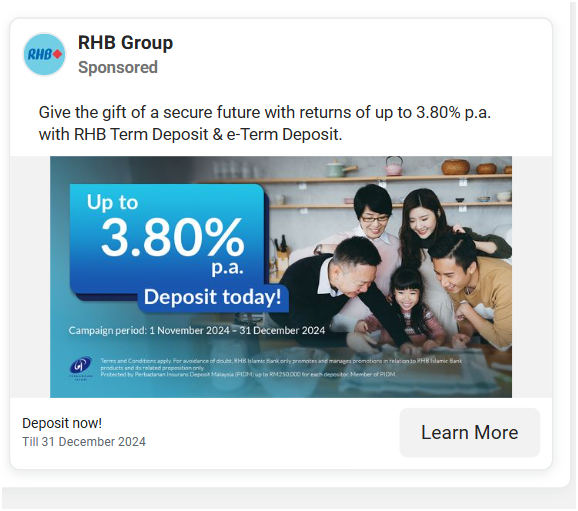 RHB
RHB Group
Sponsored
Give the gift of a secure future with returns of up to 3.80% p.a.
with RHB Term Deposit & e-Term Deposit.
Up to
3.80%
p.a.
Deposit today!
Campaign period: 1 November 2024 – 31 December 2024
Terms and Conditions apply. For avoidance of doubt, RHB Islamic Bank only promotes and manages promotions in relation to RHB Islamic Bank
products and its related proposition only.
Protected by Perbadanan Insurans Deposit Malaysia (PIDM) up to RM250,000 for each depositor. Member of PIDM.
Deposit now!
Till 31 December 2024
Learn More